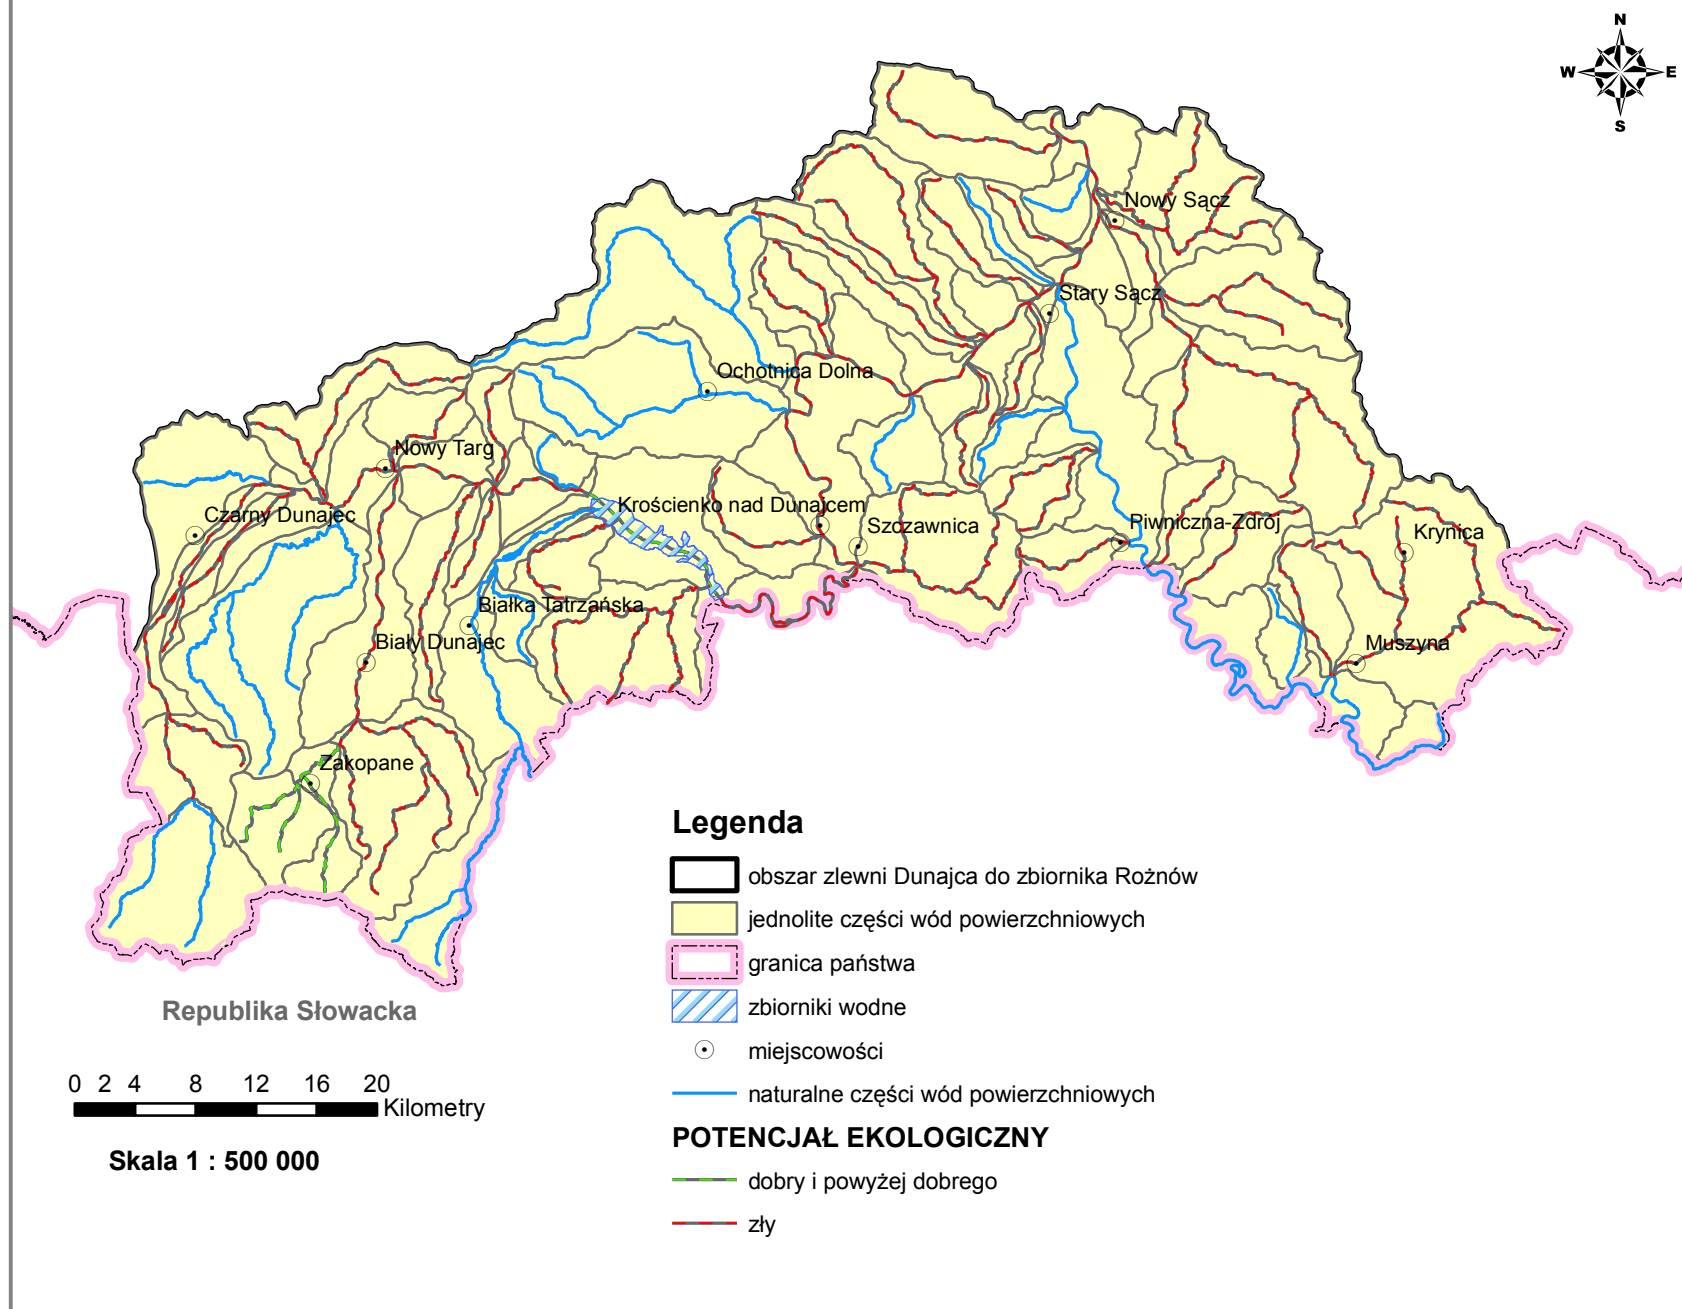 N
W E
S
Nowy Sącz
Stary Sącz
Ochotnica Dolna
Nowy Targ
Krościenko nad Dunajcem
Czarny Dunajec
Szczawnica
Piwniczna-Zdrój
Krynica
Białka Tatrzańska
Biały Dunajec
Muszyna
Zakopane
Legenda
obszar zlewni Dunajca do zbiornika Rożnów
jednolite części wód powierzchniowych
granica państwa
zbiorniki wodne
miejscowości
naturalne części wód powierzchniowych
POTENCJAŁ EKOLOGICZNY
dobry i powyżej dobrego
zły
Republika Słowacka
0 2 4 8 12 16 20
Kilometry
Skala 1 : 500 000